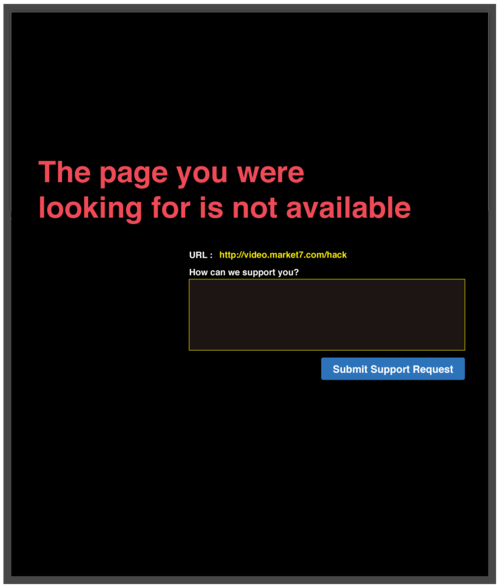 The page you were
looking for is not available
URL : http://video.market7.com/hack
How can we support you?
Submit Support Request